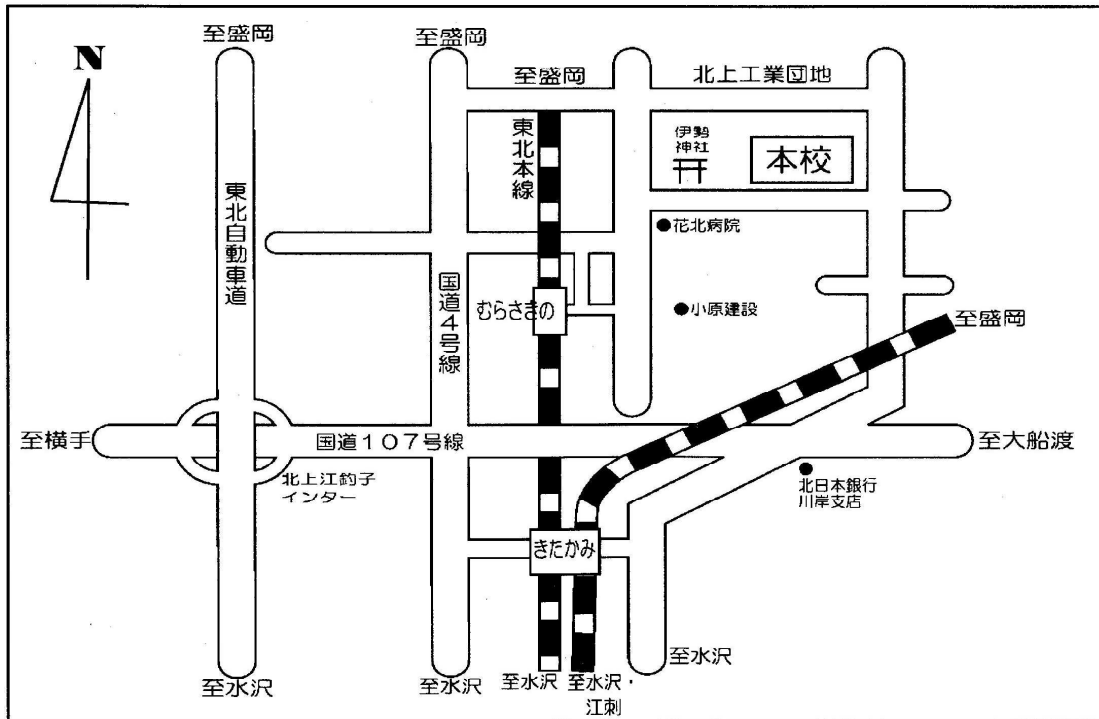 至盛岡
至盛岡
N
至盛岡
北上工業団地
東北本線
伊勢
神社
本校
東北自動車道
花北病院
国道4号線
むらさきの
小原建設
至盛岡
至横手
国道107号線
至大船渡
北上江釣子
インター
北日本銀行
川岸支店
きたかみ
至水沢
至水沢
至水沢
至水沢・
江刺
至水沢